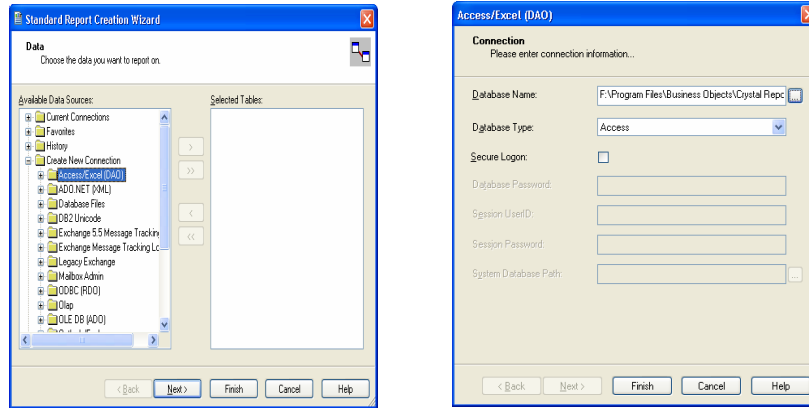 Standard Report Creation Wizard
Data
Choose the data you want to report on.
Available Data Sources:
Selected Tables:
Current Connections
Favorites
History
Create New Connection
Access/Excel (DAO)
ADO.NET (XML)
Database Files
DB2 Unicode
Exchange 5.5 Message Tracking
Exchange Message Tracking Lo
Legacy Exchange
Mailbox Admin
ODBC (RDO)
Olap
OLE DB (ADO)
>
>>
<
<<
< Back
Next >
Finish
Cancel
Help
Access/Excel (DAO)
Connection
Please enter connection information...
Database Name:
F:\Program Files\Business Objects\Crystal Repc
...
Database Type:
Access
Secure Logon:
Database Password:
Session UserID:
Session Password:
System Database Path:
...
< Back
Next >
Finish
Cancel
Help